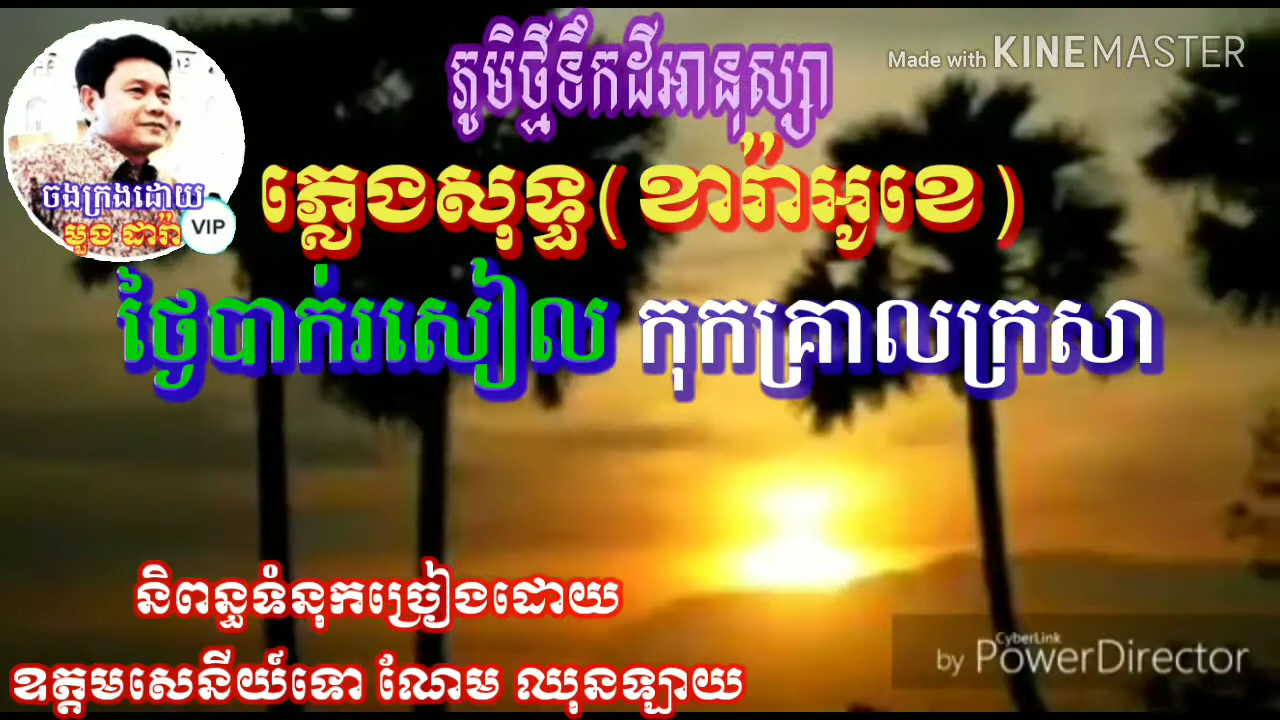 Made with KINEMASTER
ភូមិថ្មីទឹកដីអានុស្សា
ភ្លេងសុទ្ធ(ខារ៉ាអូខេ)
ចងក្រងដោយ
មួង ដារ៉ា
VIP
ថ្ងៃបាក់រសៀល កុកគ្រាលក្រសា
និពន្ធទំនុកច្រៀងដោយ
ឧត្តមសេនីយ៍ទោ ណែម ឈុនឡាយ
CyberLink
by PowerDirector